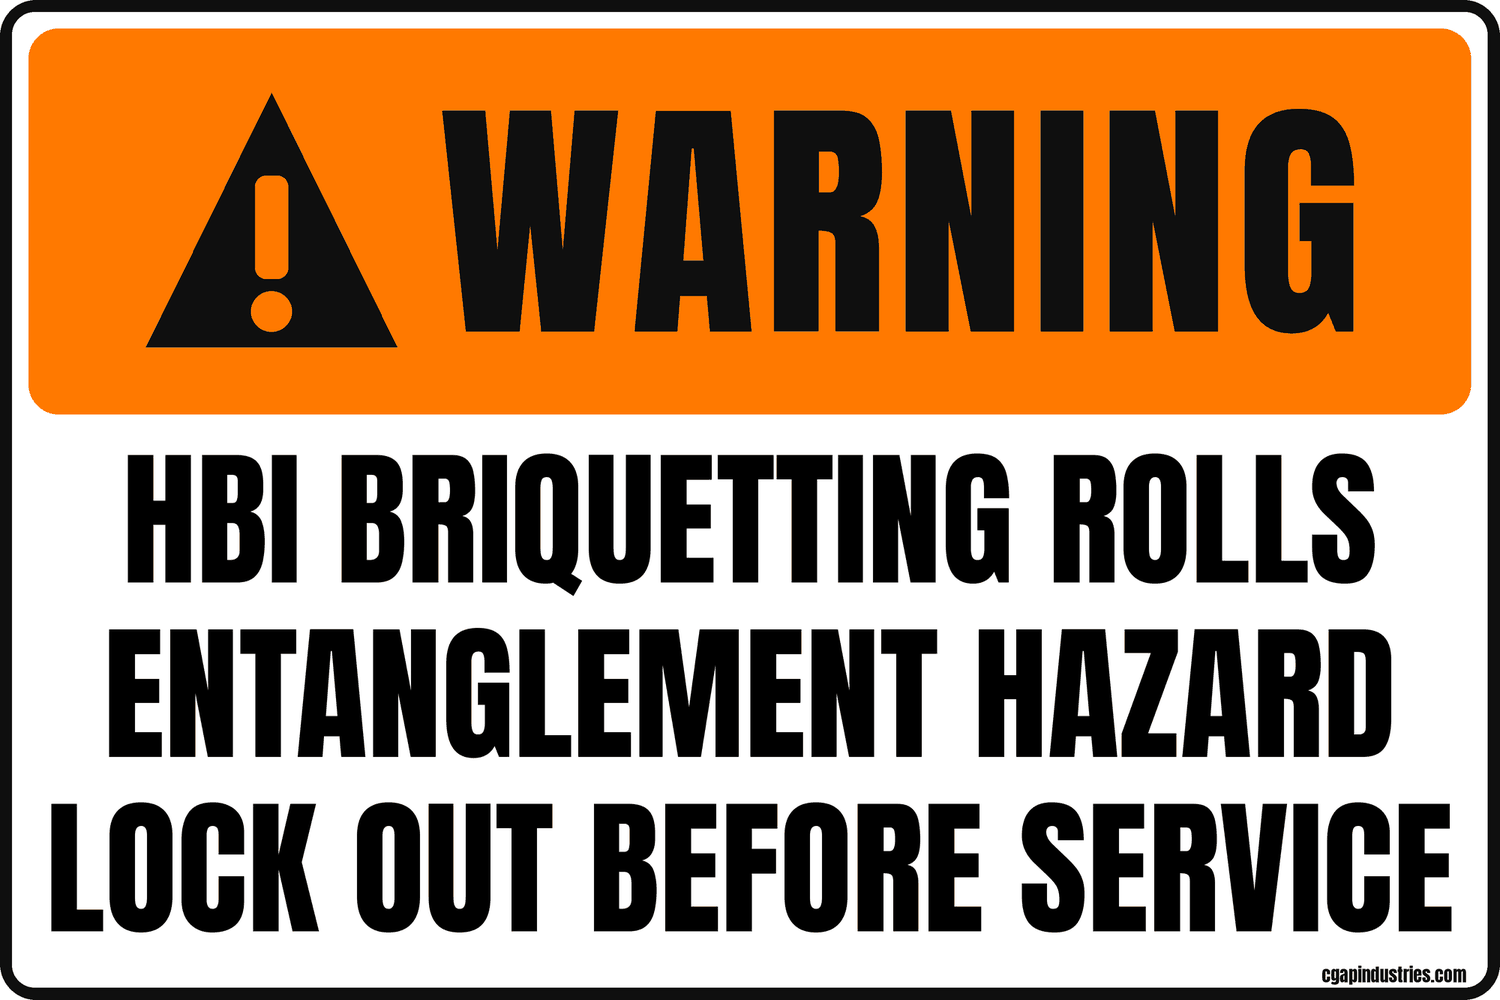 WARNING
HBI BRIQUETTING ROLLS
ENTANGLEMENT HAZARD
LOCK OUT BEFORE SERVICE
cgapindustries.com